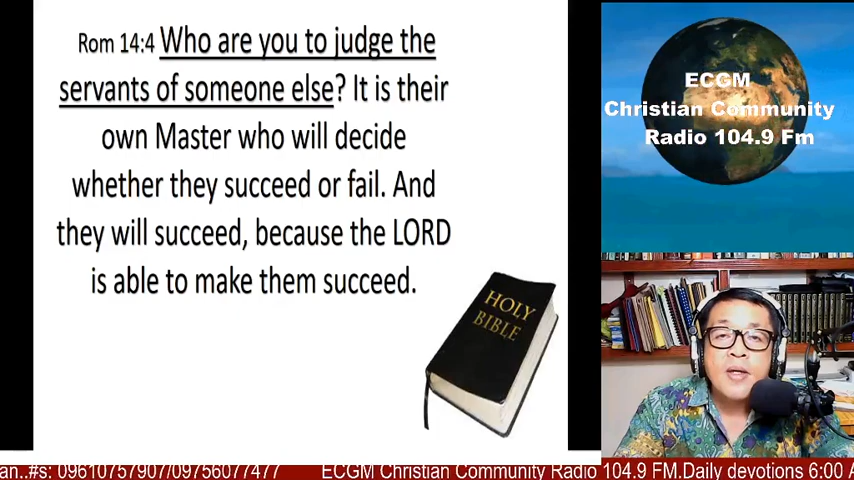 Rom 14:4 Who are you to judge the
servants of someone else? It is their
own Master who will decide
whether they succeed or fail. And
they will succeed, because the LORD
is able to make them succeed.
HOLY
BIBLE
ECGM
Christian Community
Radio 104.9 Fm
an..#s: 09610757907/09756077477 ECGM Christian Community Radio 104.9 FM.Daily devotions 6:00 A